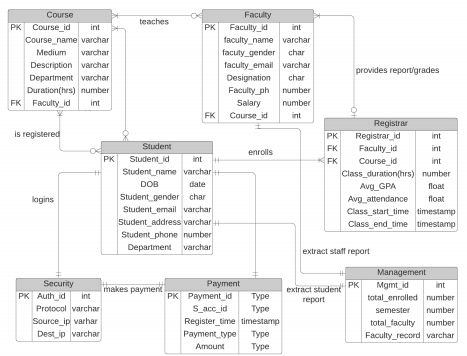 Course
PK Course_id int
Course_name varchar
Medium varchar
Description varchar
Department varchar
Duration(hrs) number
FK Faculty_id int
teaches
Faculty
PK Faculty_id int
faculty_name varchar
facuty_gender char
faculty_email varchar
Designation char
Faculty_ph number
Salary number
FK Course_id int
provides report/grades
is registered
Registrar
PK Registrar_id int
FK Faculty_id int
FK Course_id int
Class_duration(hrs) number
Avg_GPA float
Avg_attendance float
Class_start_time timestamp
Class_end_time timestamp
Student
PK Student_id int
Student_name varchar
DOB date
Student_gender char
Student_email varchar
Student_address varchar
Student_phone number
Department varchar
enrolls
logins
extract staff report
Security
PK Auth_id int
Protocol varchar
Source_ip varchar
Dest_ip varchar
makes payment
Payment
PK Payment_id Type
S_acc_id Type
Register_time timestamp
Payment_type Type
Amount Type
extract student
report
Management
PK Mgmt_id int
total_enrolled number
semester number
total_faculty number
Faculty_record varchar